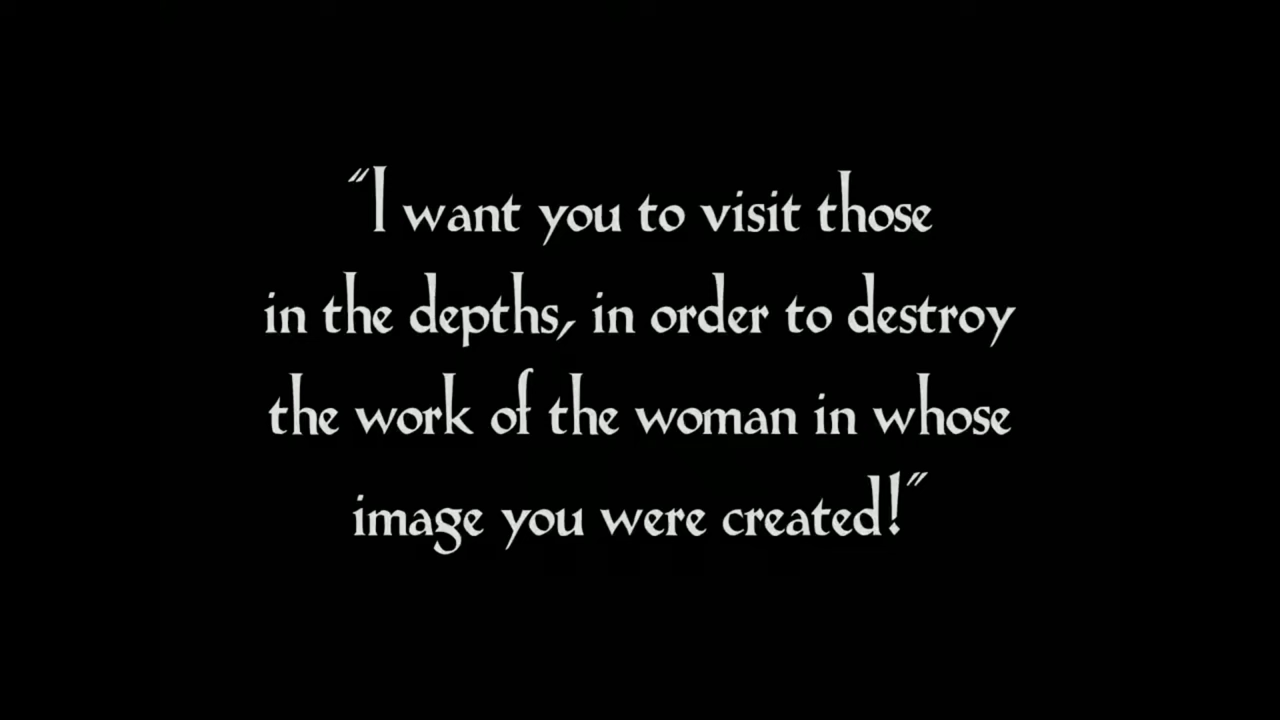 “I want you to visit those
in the depths, in order to destroy
the work of the woman in whose
image you were created!”